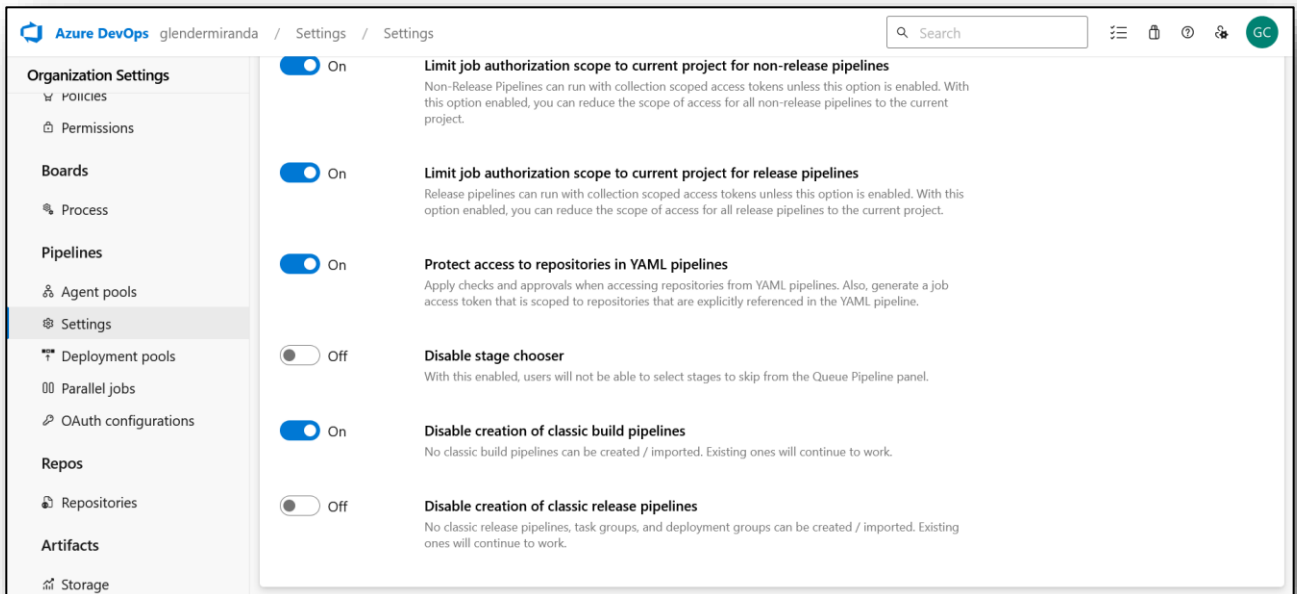 Azure DevOps glendermiranda / Settings / Settings
Search
GC
Organization Settings
Policies
Permissions
Boards
Process
Pipelines
Agent pools
Settings
Deployment pools
Parallel jobs
OAuth configurations
Repos
Repositories
Artifacts
Storage
On
Limit job authorization scope to current project for non-release pipelines
Non-Release Pipelines can run with collection scoped access tokens unless this option is enabled. With
this option enabled, you can reduce the scope of access for all non-release pipelines to the current
project.
On
Limit job authorization scope to current project for release pipelines
Release pipelines can run with collection scoped access tokens unless this option is enabled. With this
option enabled, you can reduce the scope of access for all release pipelines to the current project.
On
Protect access to repositories in YAML pipelines
Apply checks and approvals when accessing repositories from YAML pipelines. Also, generate a job
access token that is scoped to repositories that are explicitly referenced in the YAML pipeline.
Off
Disable stage chooser
With this enabled, users will not be able to select stages to skip from the Queue Pipeline panel.
On
Disable creation of classic build pipelines
No classic build pipelines can be created / imported. Existing ones will continue to work.
Off
Disable creation of classic release pipelines
No classic release pipelines, task groups, and deployment groups can be created / imported. Existing
ones will continue to work.